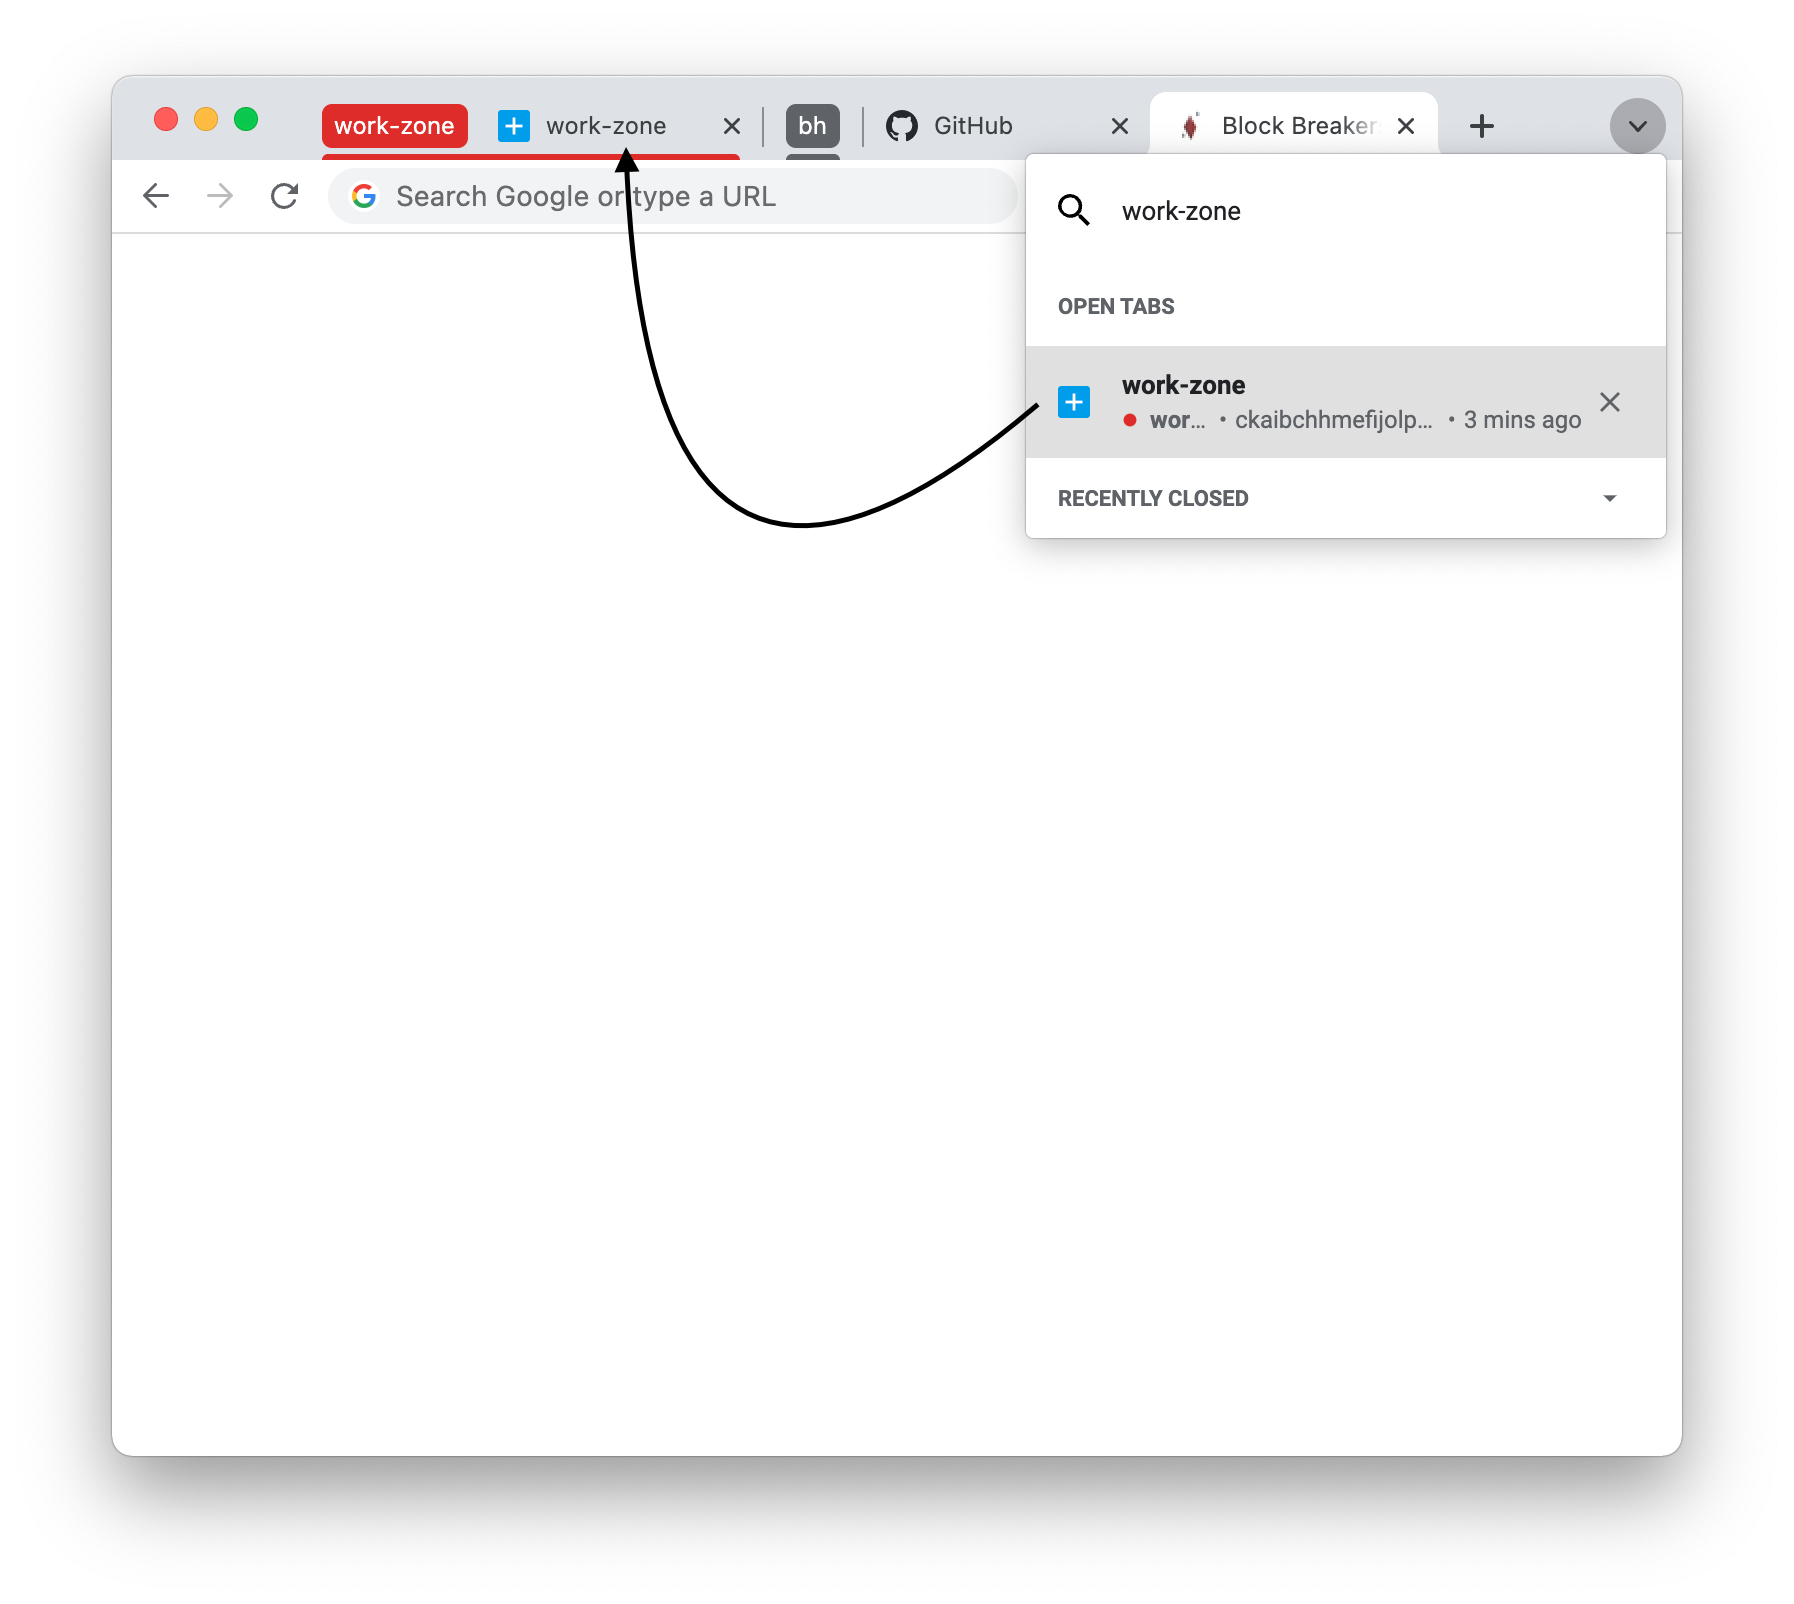 work-zone
work-zone
bh
GitHub
Block Breaker
Search Google or type a URL
work-zone
OPEN TABS
work-zone
wor... • ckaibchhmefijolp... • 3 mins ago
RECENTLY CLOSED